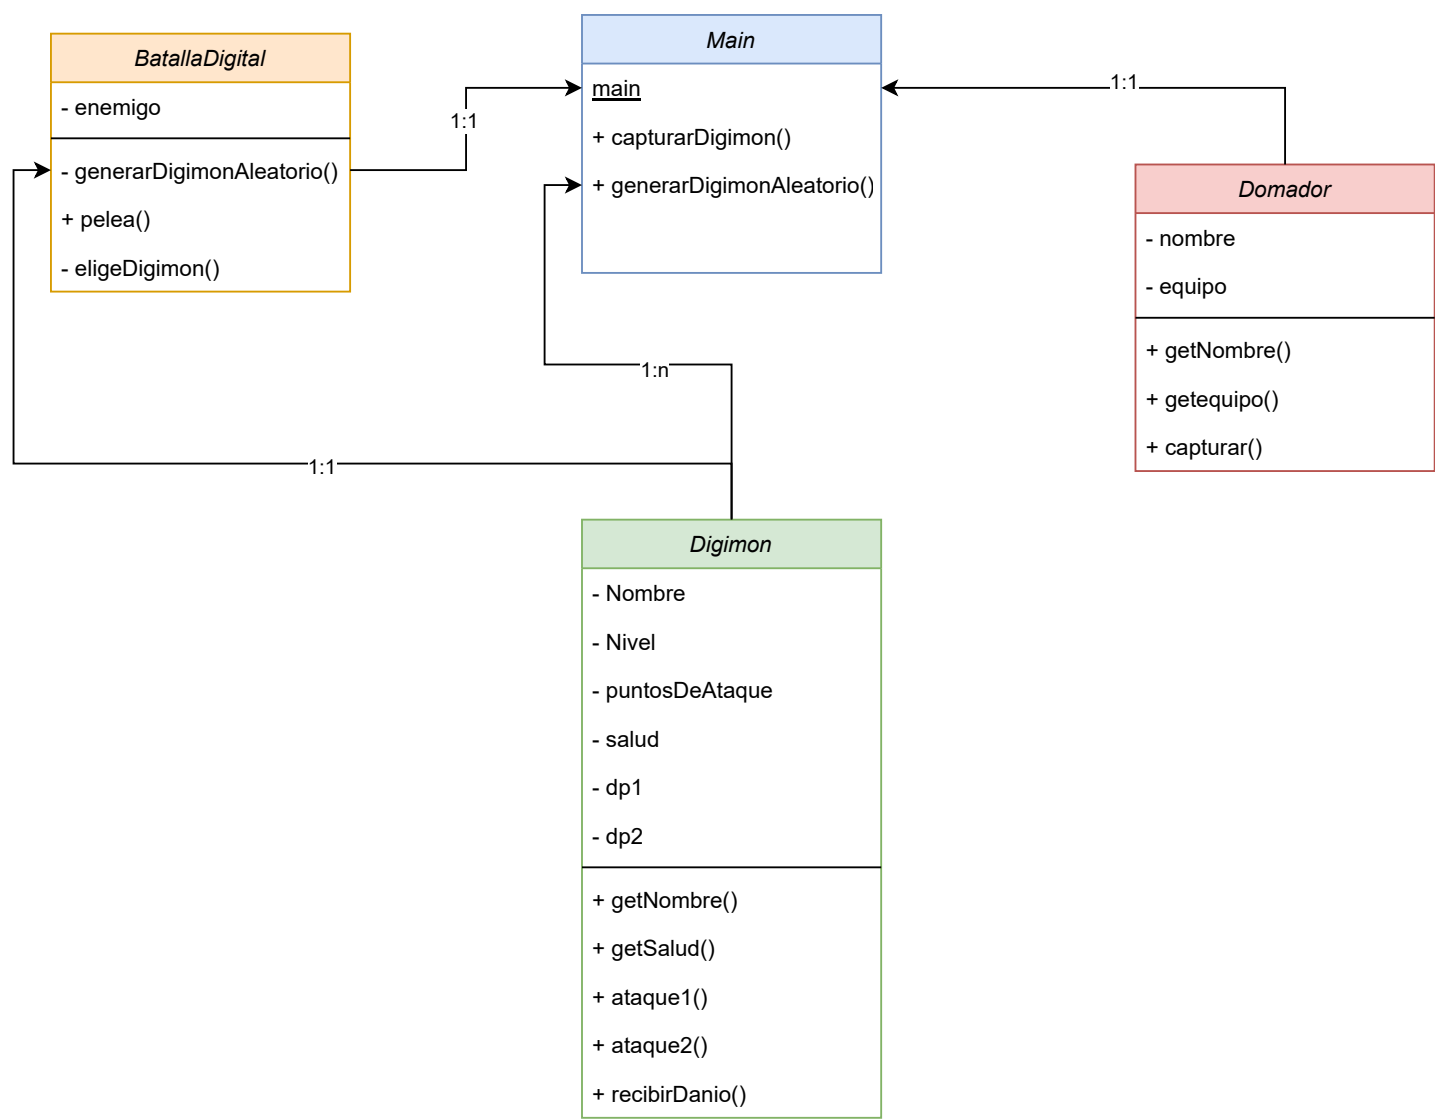 BatallaDigital
- enemigo
- generarDigimonAleatorio()
+ pelea()
- eligeDigimon()
1:1
Main
main
+ capturarDigimon()
+ generarDigimonAleatorio()
1:1
Domador
- nombre
- equipo
+ getNombre()
+ getequipo()
+ capturar()
1:n
1:1
Digimon
- Nombre
- Nivel
- puntosDeAtaque
- salud
- dp1
- dp2
+ getNombre()
+ getSalud()
+ ataque1()
+ ataque2()
+ recibirDanio()